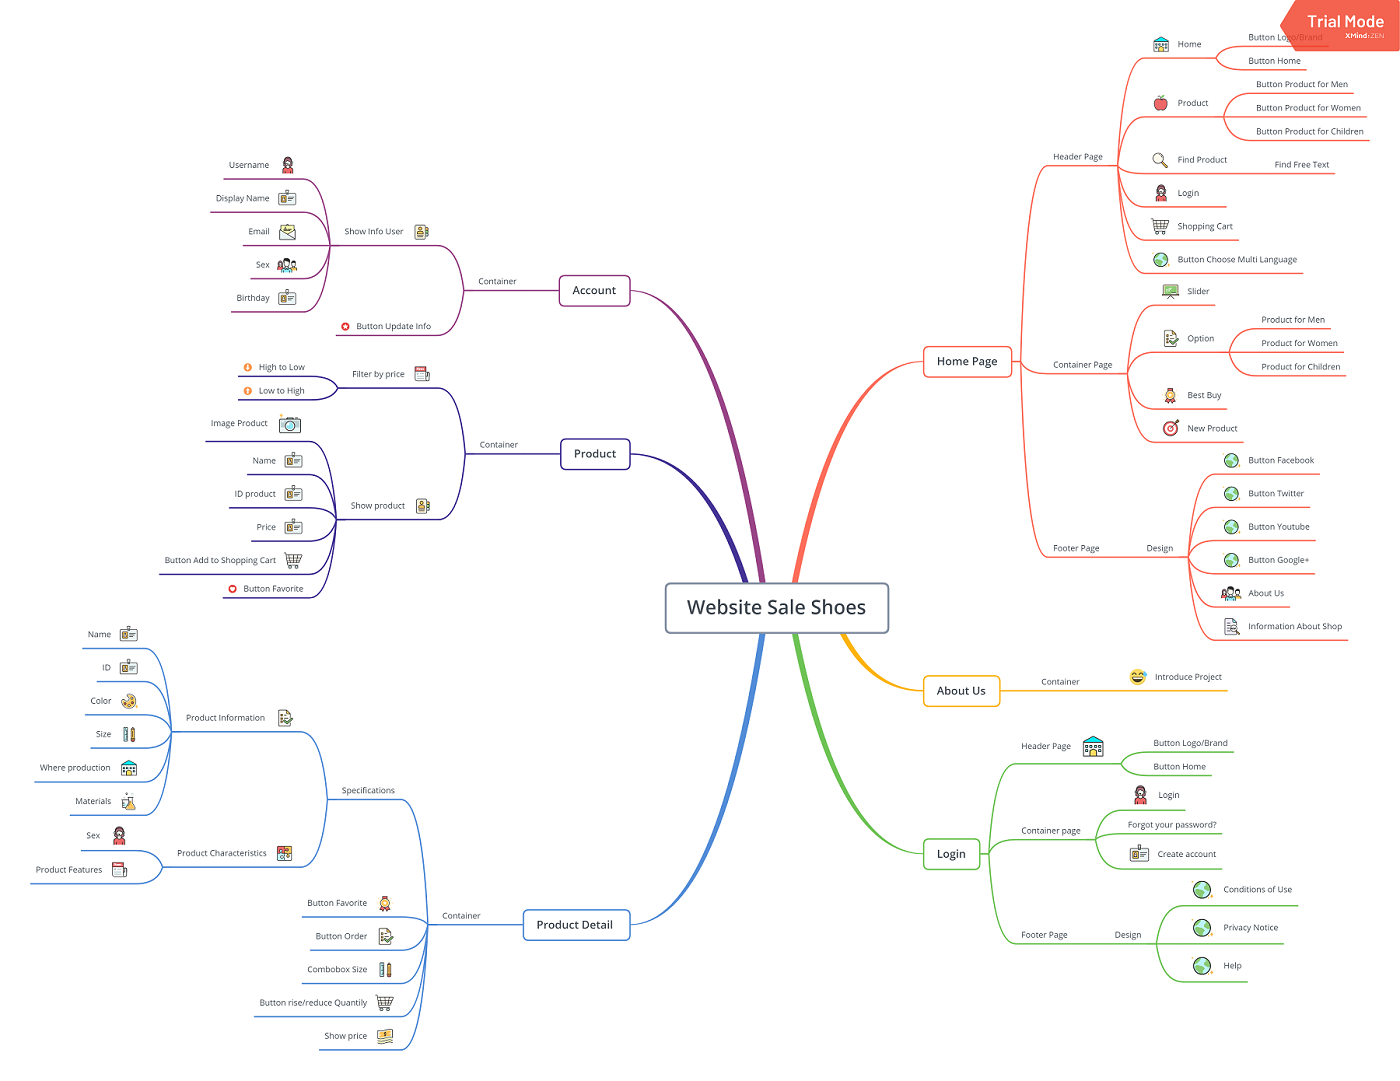 Trial Mode
XMind:ZEN
Website Sale Shoes
Home Page
Header Page
Home
Button Logo/Brand
Button Home
Product
Button Product for Men
Button Product for Women
Button Product for Children
Find Product
Find Free Text
Login
Shopping Cart
Button Choose Multi Language
Container Page
Slider
Option
Product for Men
Product for Women
Product for Children
Best Buy
New Product
Footer Page
Design
Button Facebook
Button Twitter
Button Youtube
Button Google+
About Us
Information About Shop
About Us
Container
Introduce Project
Login
Header Page
Button Logo/Brand
Button Home
Container page
Login
Forgot your password?
Create account
Footer Page
Design
Conditions of Use
Privacy Notice
Help
Account
Container
Show Info User
Username
Display Name
Email
Sex
Birthday
Button Update Info
Product
Container
Filter by price
High to Low
Low to High
Show product
Image Product
Name
ID product
Price
Button Add to Shopping Cart
Button Favorite
Product Detail
Container
Specifications
Product Information
Name
ID
Color
Size
Where production
Materials
Product Characteristics
Sex
Product Features
Button Favorite
Button Order
Combobox Size
Button rise/reduce Quantily
Show price